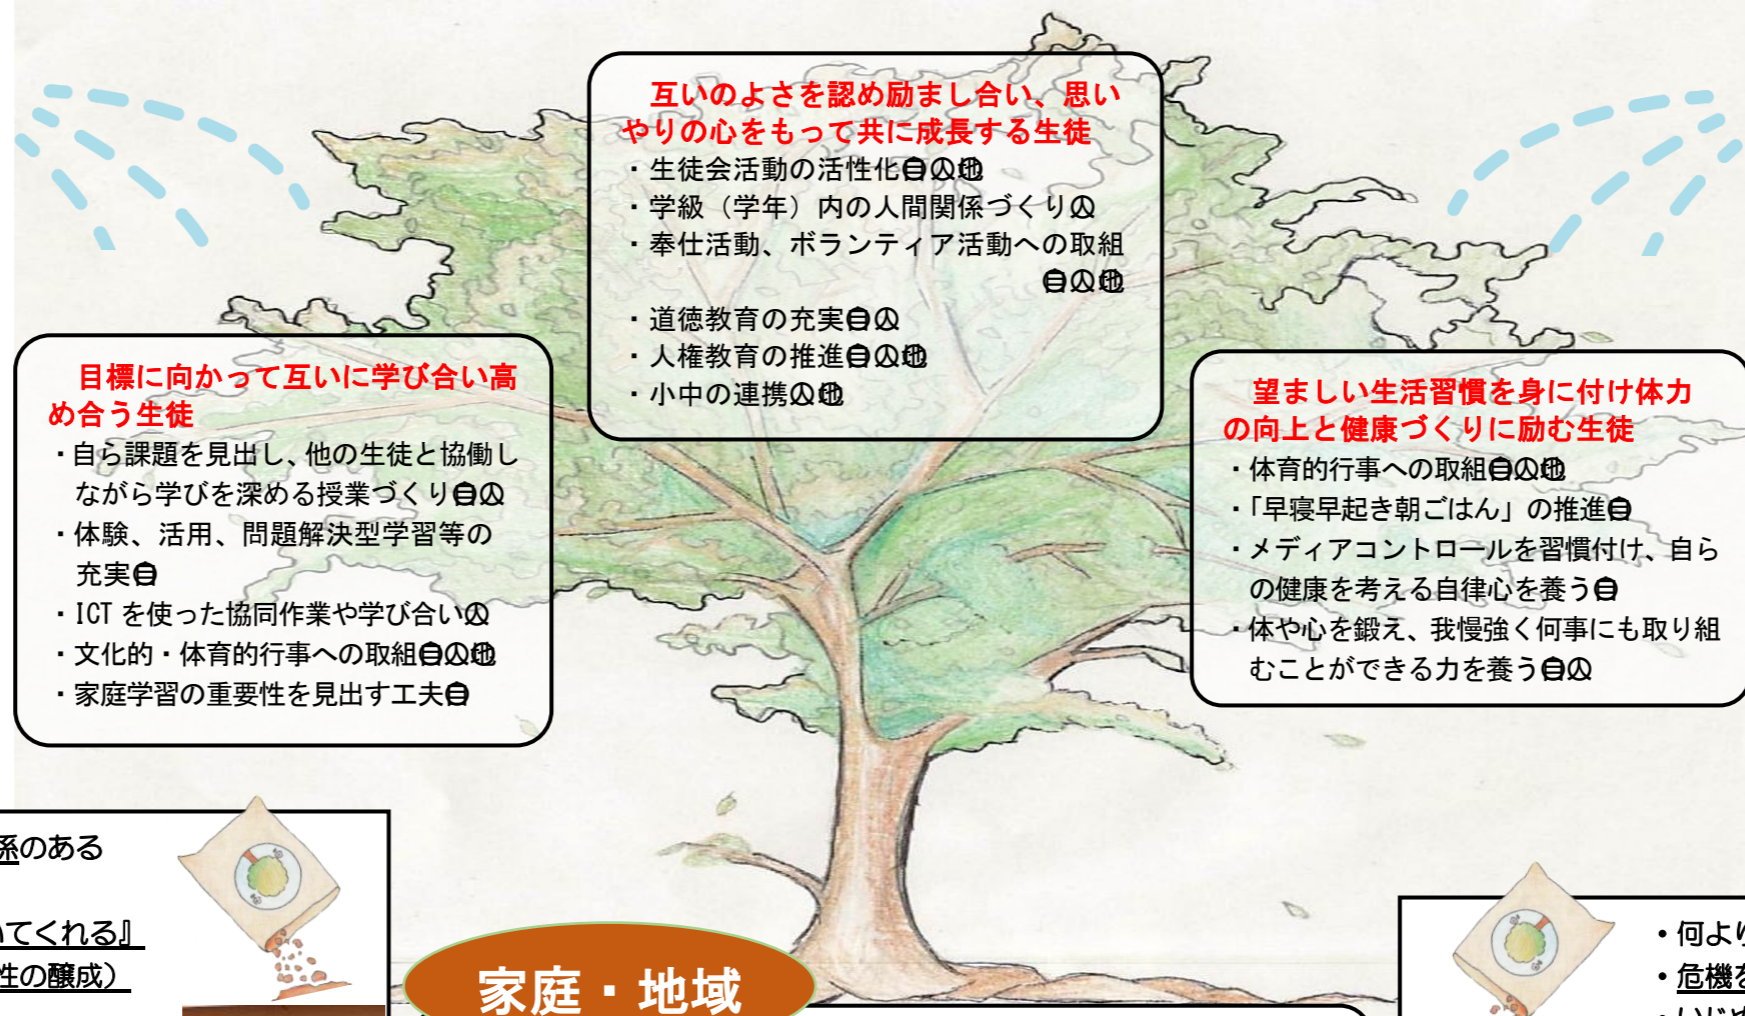 互いのよさを認め励まし合い、思い
やりの心をもって共に成長する生徒
・生徒会活動の活性化㊀人地
・学級（学年）内の人間関係づくり人
・奉仕活動、ボランティア活動への取組
自人地
・道徳教育の充実自人
・人権教育の推進自人地
・小中の連携人地
目標に向かって互いに学び合い高
め合う生徒
・自ら課題を見出し、他の生徒と協働し
ながら学びを深める授業づくり自人
・体験、活用、問題解決型学習等の
充実自
・ICT を使った協同作業や学び合い人
・文化的・体育的行事への取組自人地
・家庭学習の重要性を見出す工夫自
望ましい生活習慣を身に付け体力
の向上と健康づくりに励む生徒
・体育的行事への取組自人地
・「早寝早起き朝ごはん」の推進自
・メディアコントロールを習慣付け、自ら
の健康を考える自律心を養う自
・体や心を鍛え、我慢強く何事にも取り組
むことができる力を養う自人
係のある
いてくれる』
性の醸成）
家庭・地域
・何より
・危機を